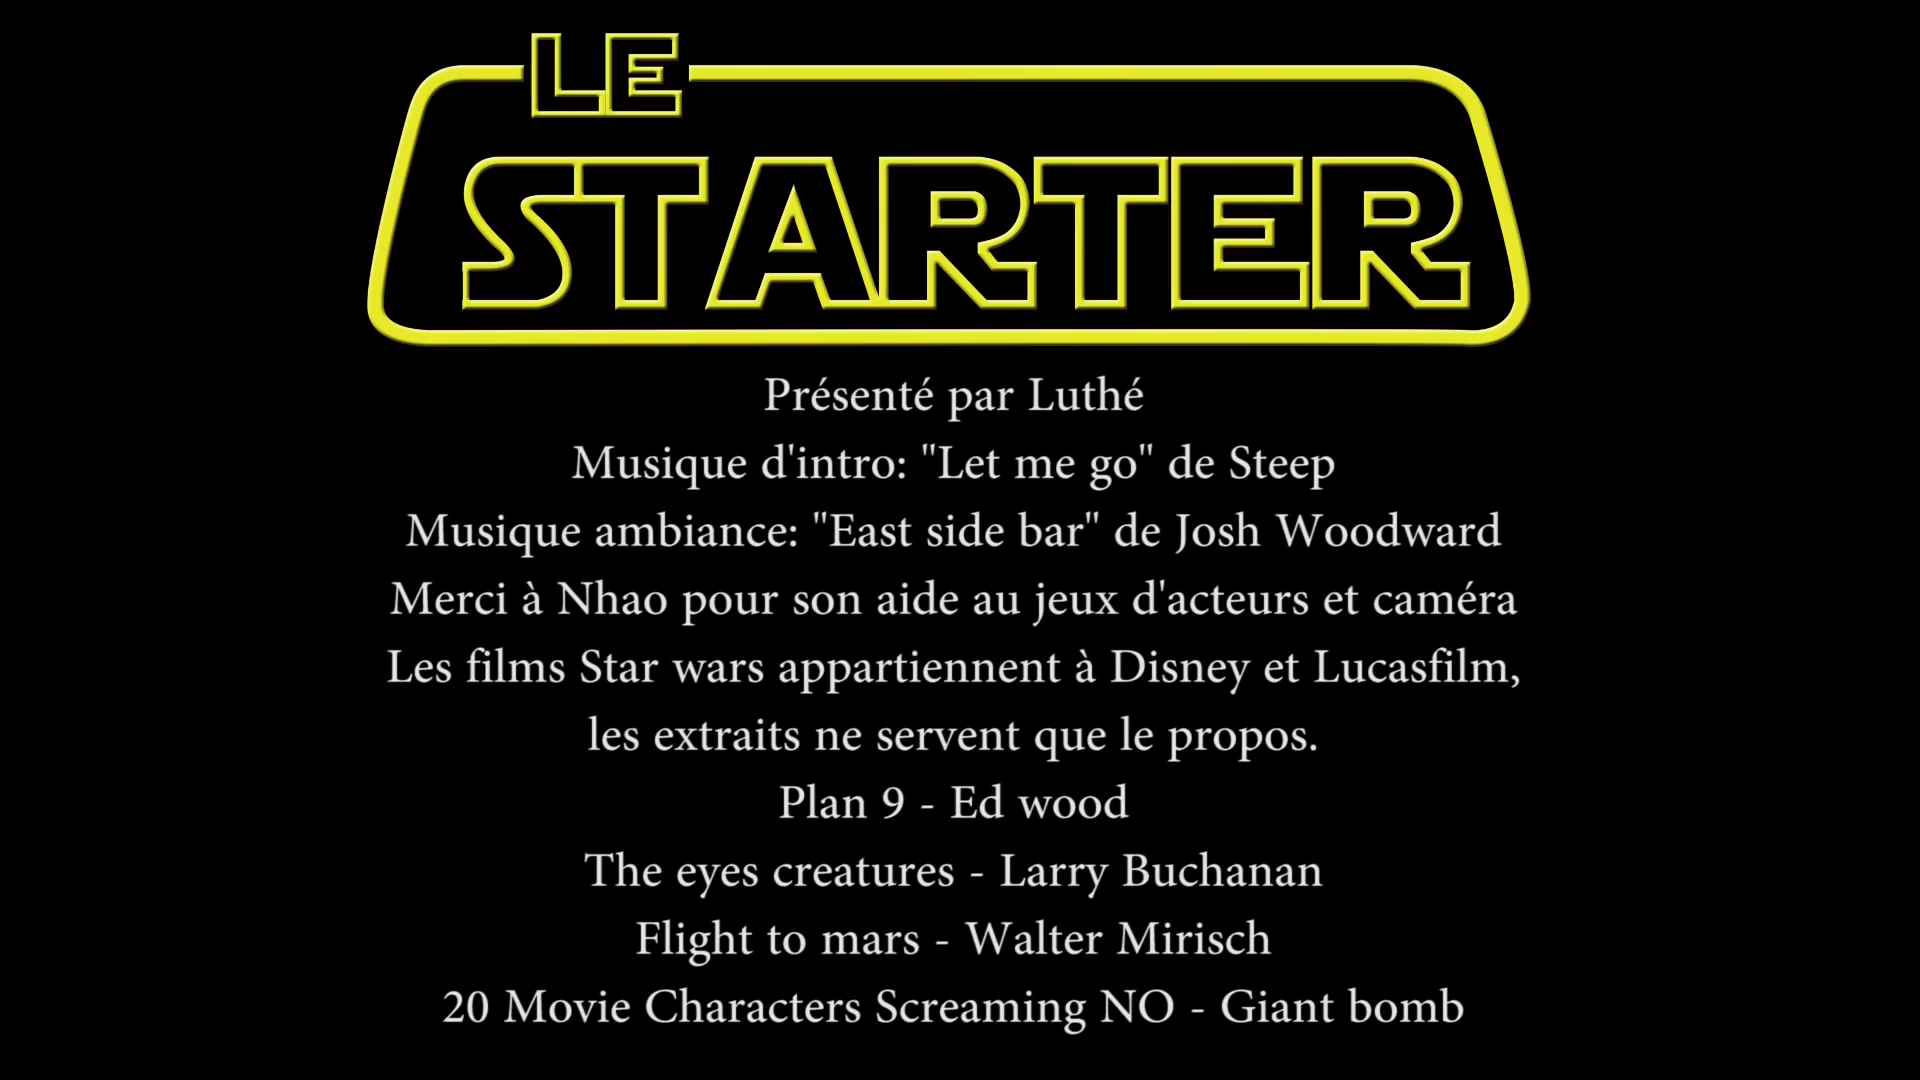 LE
STARTER
Présenté par Luthé
Musique d'intro: "Let me go" de Steep
Musique ambiance: "East side bar" de Josh Woodward
Merci à Nhao pour son aide au jeux d'acteurs et caméra
Les films Star wars appartiennent à Disney et Lucasfilm,
les extraits ne servent que le propos.
Plan 9 - Ed wood
The eyes creatures - Larry Buchanan
Flight to mars - Walter Mirisch
20 Movie Characters Screaming NO - Giant bomb